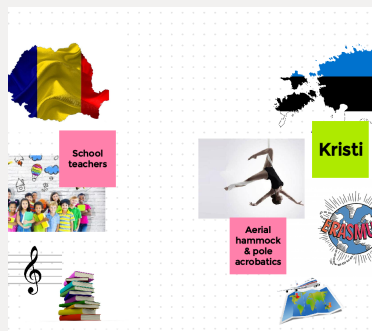 School
teachers
Kristi
Aerial
hammock
& pole
acrobatics